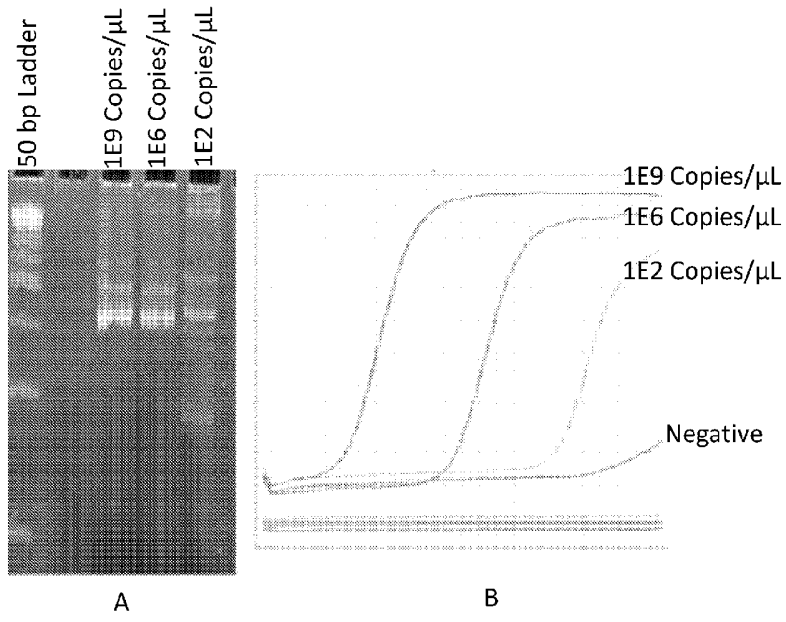 50 bp Ladder
1E9 Copies/µL
1E6 Copies/µL
1E2 Copies/µL
1E9 Copies/µL
1E6 Copies/µL
1E2 Copies/µL
Negative
A
B